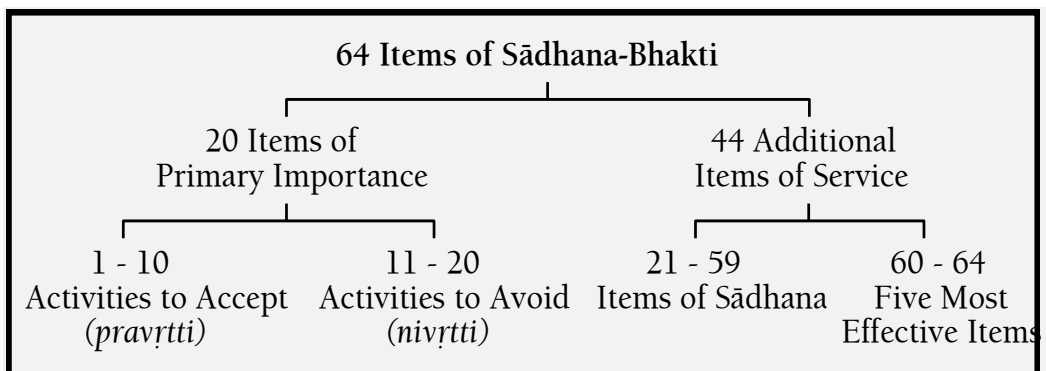 64 Items of Sādhana-Bhakti
20 Items of
Primary Importance
44 Additional
Items of Service
1 - 10
Activities to Accept
(pravṛtti)
11 - 20
Activities to Avoid
(nivṛtti)
21 - 59
Items of Sādhana
60 - 64
Five Most
Effective Items